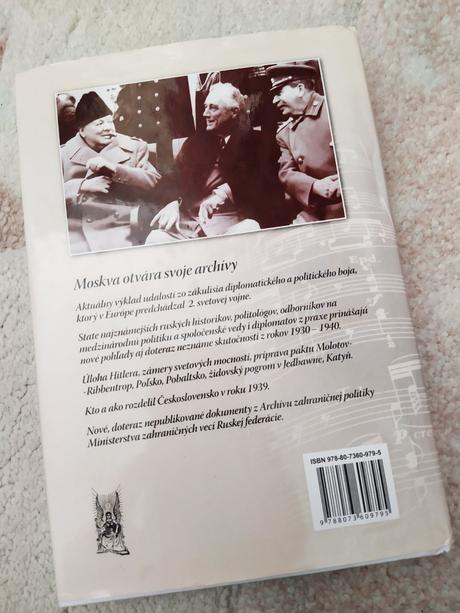 Moskva otvára svoje archívy
Aktuálny výklad udalostí zo zákulisia diplomatického a politického boja,
ktorý v Európe predchádzal 2. svetovej vojne.
State najznámejších ruských historikov, politológov, odborníkov na
medzinárodnú politiku a spoločenské vedy i diplomatov z praxe prinášajú
nové pohľady aj doteraz neznáme skutočnosti z rokov 1930 – 1940.
Úloha Hitlera, zámery svetových mocností, príprava paktu Molotov-
-Ribbentrop, Poľsko, Pobaltsko, židovský pogrom v Jedbawne, Katyň.
Kto a ako rozdelil Československo v roku 1939.
Nové, doteraz nepublikované dokumenty z Archívu zahraničnej politiky
Ministerstva zahraničných vecí Ruskej federácie.
Epd.
p cre
ISBN 978-80-7360-979-5
9 788073 609795